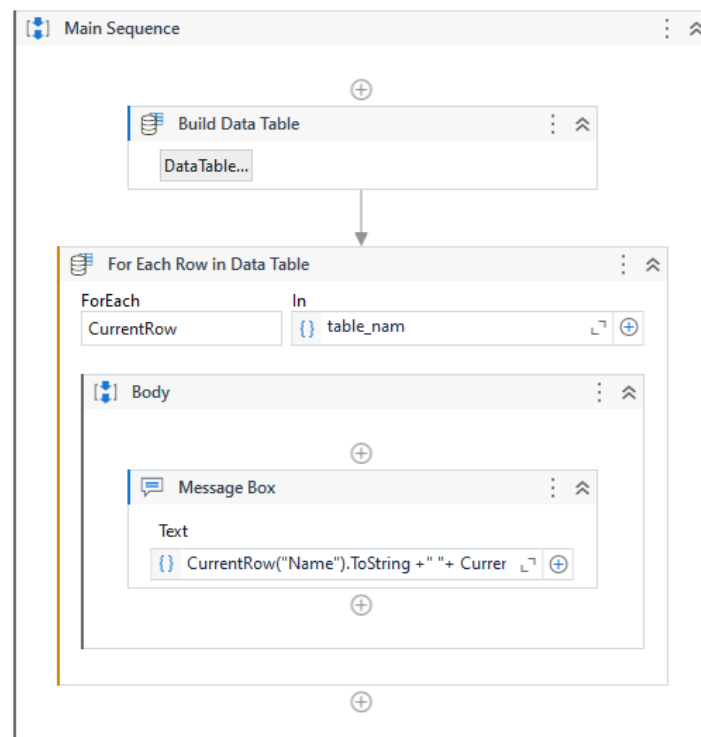 Main Sequence
Build Data Table
DataTable...
For Each Row in Data Table
ForEach
In
CurrentRow
table_nam
Body
Message Box
Text
CurrentRow("Name").ToString +" "+ Currer